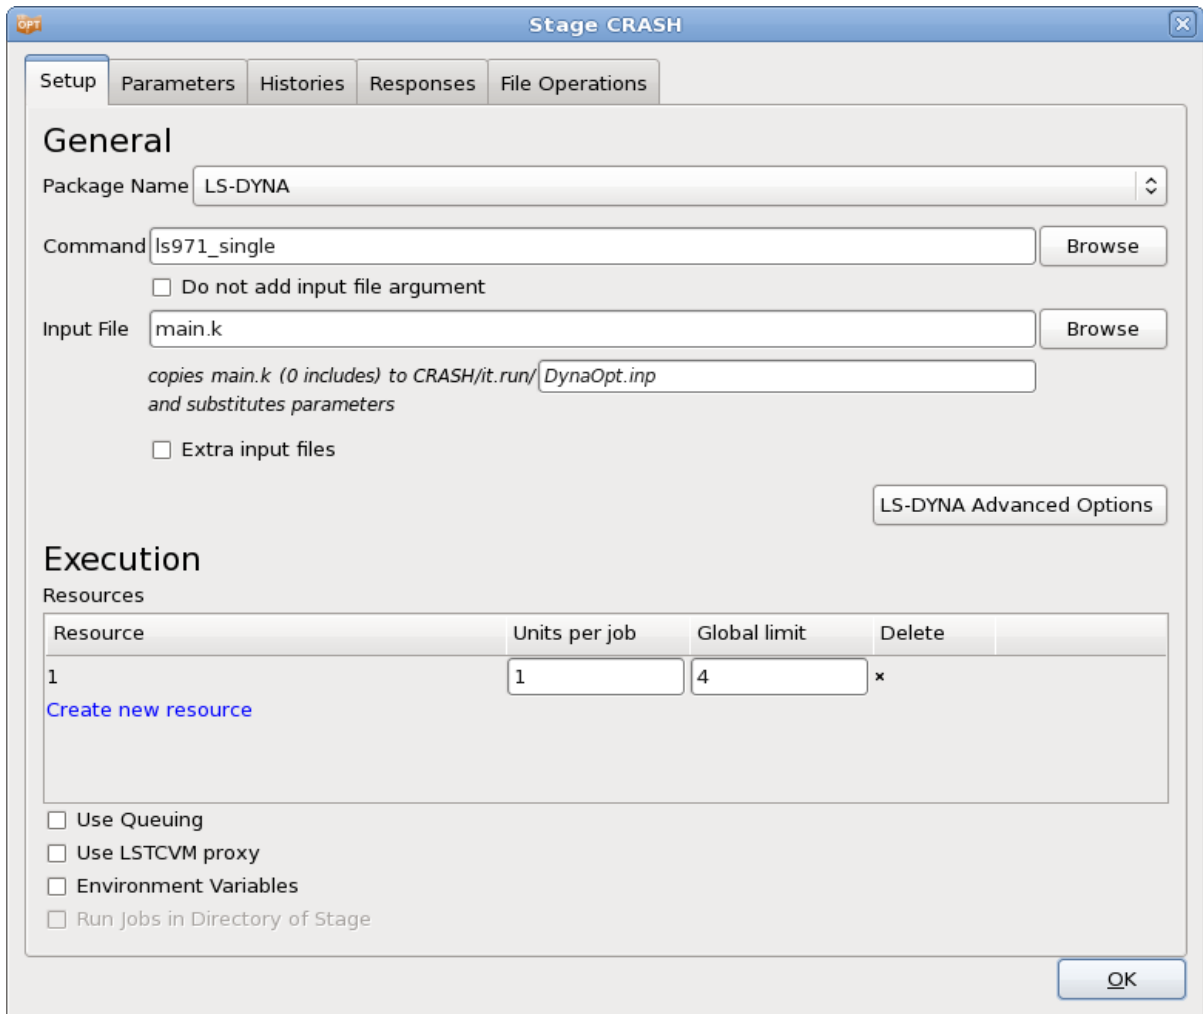 OPT
Stage CRASH
Setup Parameters Histories Responses File Operations
General
Package Name LS-DYNA
Command ls971_single Browse
Do not add input file argument
Input File main.k Browse
copies main.k (0 includes) to CRASH/it.run/ DynaOpt.inp
and substitutes parameters
Extra input files
LS-DYNA Advanced Options
Execution
Resources
Resource Units per job Global limit Delete
1 1 4 ×
Create new resource
Use Queuing
Use LSTCVM proxy
Environment Variables
Run Jobs in Directory of Stage
OK